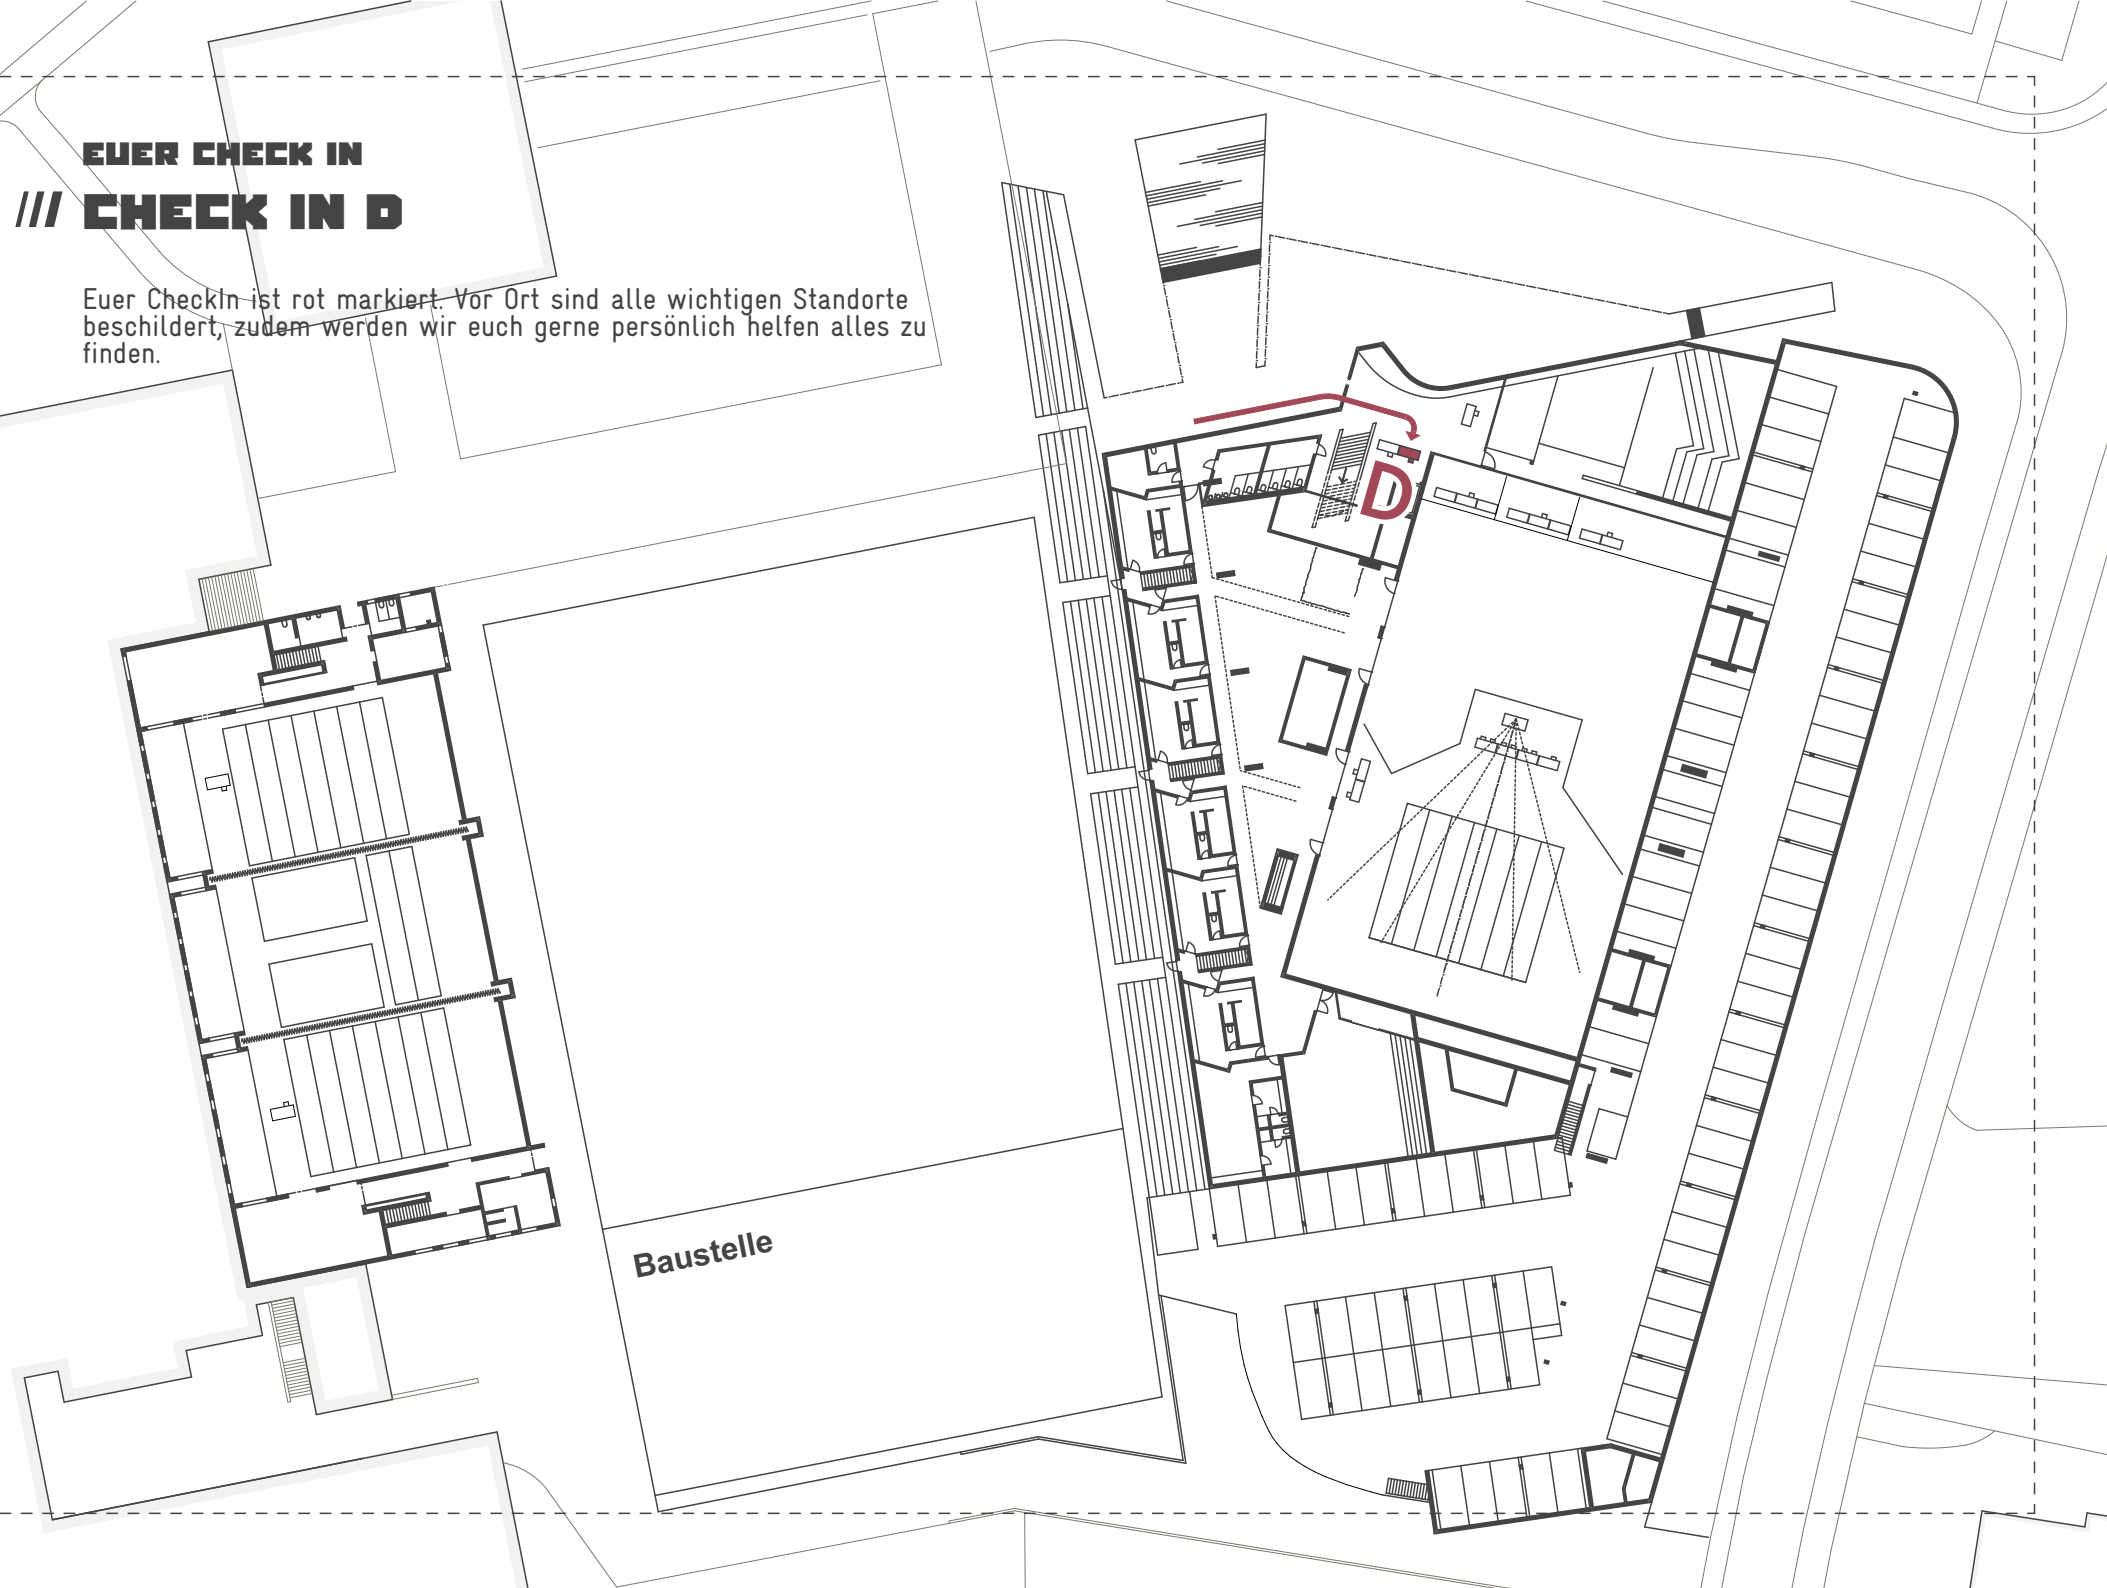 EUER CHECK IN
/// CHECK IN D
Euer CheckIn ist rot markiert. Vor Ort sind alle wichtigen Standorte
beschildert, zudem werden wir euch gerne persönlich helfen alles zu
finden.
D
Baustelle